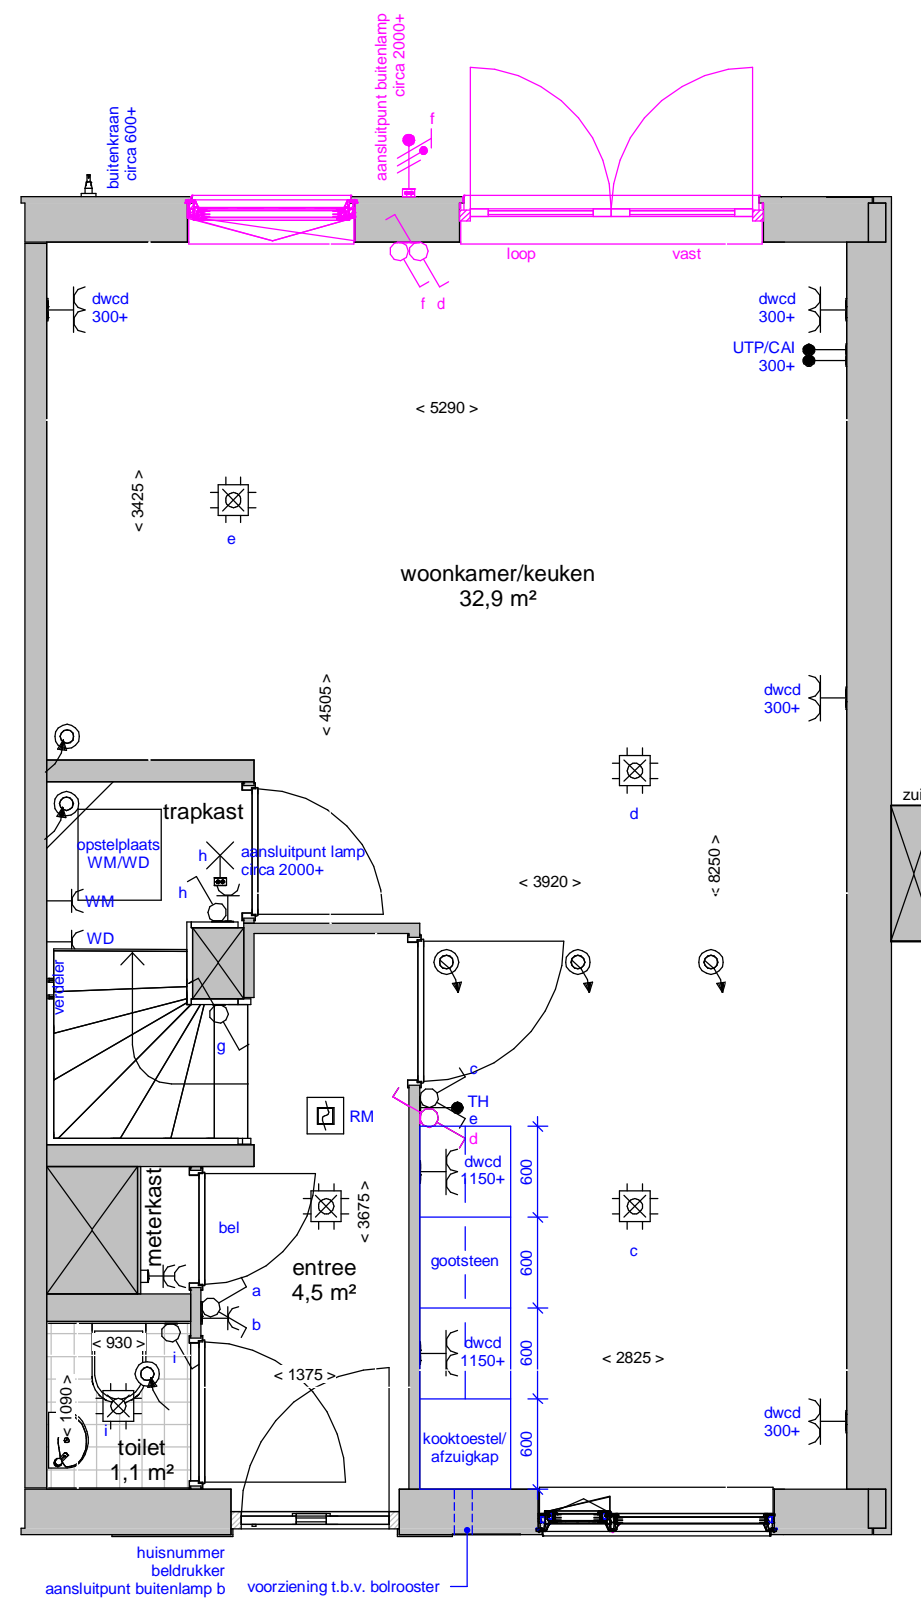 aansluitpunt buitenlamp
circa 2000+
buitenkraan
circa 600+
f
loop
vast
f d
dwcd
300+
dwcd
300+
UTP/CAI
300+
< 5290 >
< 3425 >
e
woonkamer/keuken
32,9 m²
< 4505 >
dwcd
300+
d
zui
trapkast
opstelplaats
WM/WD
h
aansluitpunt lamp
circa 2000+
h
< 8250 >
< 3920 >
WM
WD
verdeler
g
c
TH
e
d
RM
dwcd
1150+
600
meterkast
< 3675 >
bel
gootsteen
600
c
entree
4,5 m²
a
b
< 930 >
i
dwcd
1150+
600
< 2825 >
< 1375 >
< 1090 >
i
toilet
1,1 m²
kooktoestel/
afzuigkap
600
dwcd
300+
huisnummer
beldrukker
aansluitpunt buitenlamp b
voorziening t.b.v. bolrooster